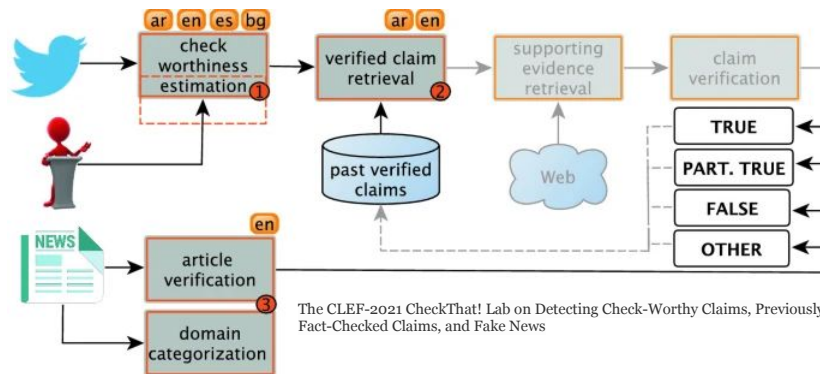 ar en es bg
ar en
check
worthiness
estimation
1
verified claim
retrieval
2
supporting
evidence
retrieval
claim
verification
past verified
claims
Web
TRUE
PART. TRUE
FALSE
OTHER
NEWS
en
article
verification
3
domain
categorization
The CLEF-2021 CheckThat! Lab on Detecting Check-Worthy Claims, Previously
Fact-Checked Claims, and Fake News